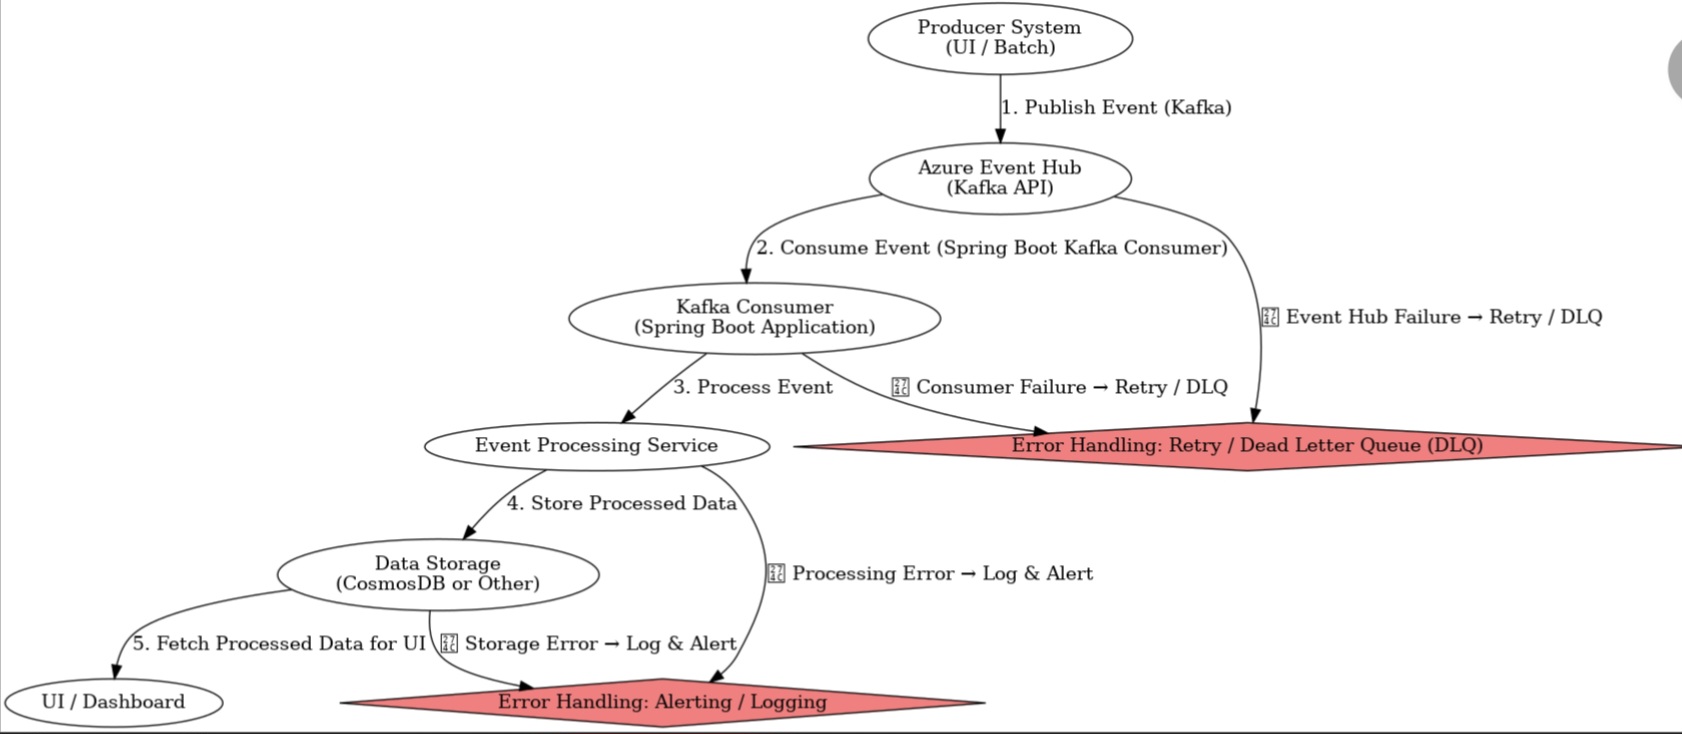 Producer System
(UI / Batch)
1. Publish Event (Kafka)
Azure Event Hub
(Kafka API)
2. Consume Event (Spring Boot Kafka Consumer)
Kafka Consumer
(Spring Boot Application)
Event Hub Failure → Retry / DLQ
3. Process Event
Consumer Failure → Retry / DLQ
Event Processing Service
Error Handling: Retry / Dead Letter Queue (DLQ)
4. Store Processed Data
Data Storage
(CosmosDB or Other)
Processing Error → Log & Alert
5. Fetch Processed Data for UI
Storage Error → Log & Alert
UI / Dashboard
Error Handling: Alerting / Logging